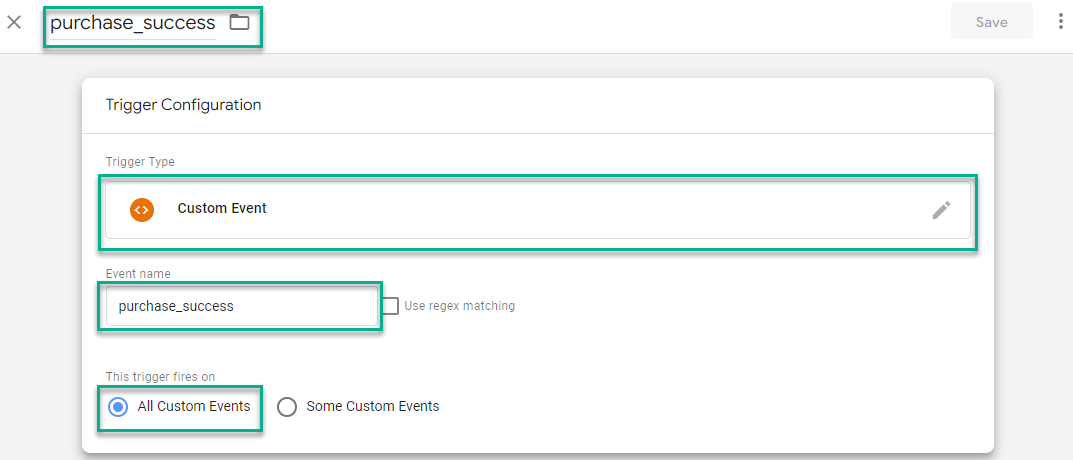 purchase_success
Save
Trigger Configuration
Trigger Type
Custom Event
Event name
purchase_success
Use regex matching
This trigger fires on
All Custom Events Some Custom Events